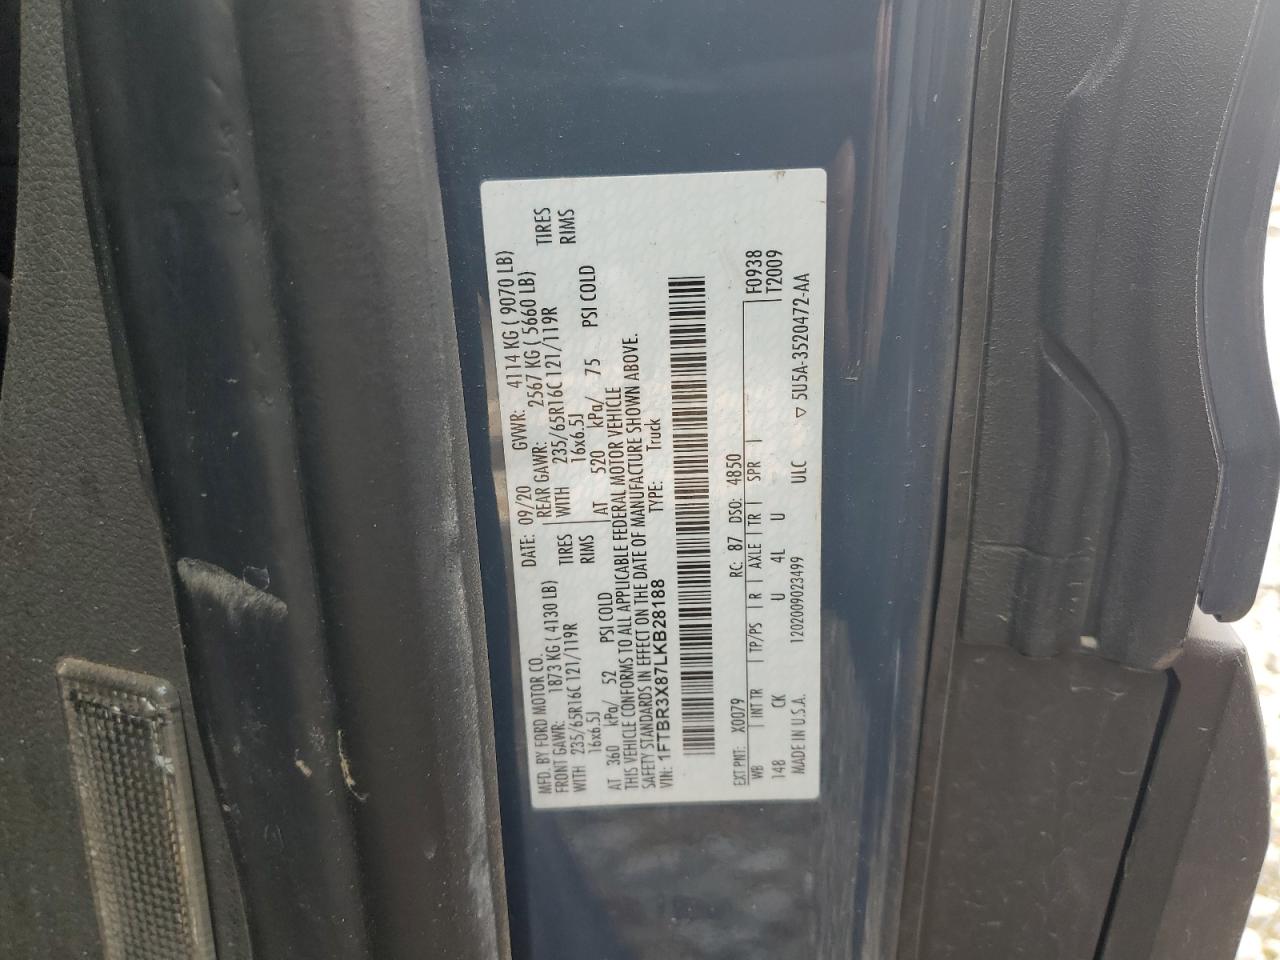 MFD. BY FORD MOTOR CO.
DATE: 09/20 GVWR: 4114 KG ( 9070 LB)
FRONT GAWR: 1873 KG ( 4130 LB) REAR GAWR: 2567 KG ( 5660 LB)
WITH 235/65R16C 121/119R TIRES WITH 235/65R16C 121/119R TIRES
16x6.5J RIMS 16x6.5J RIMS
AT 360 kPa/ 52 PSI COLD AT 520 kPa/ 75 PSI COLD
THIS VEHICLE CONFORMS TO ALL APPLICABLE FEDERAL MOTOR VEHICLE
SAFETY STANDARDS IN EFFECT ON THE DATE OF MANUFACTURE SHOWN ABOVE.
VIN: 1FTBR3X87LKB28188 TYPE: Truck
EXT PNT: X0079 RC: 87 DSO: 4850 F0938
WB INT TR TP/PS R AXLE TR SPR T2009
148 CK U 4L U
MADE IN U.S.A. 1202009023499 ULC ▽ 5U5A-3520472-AA